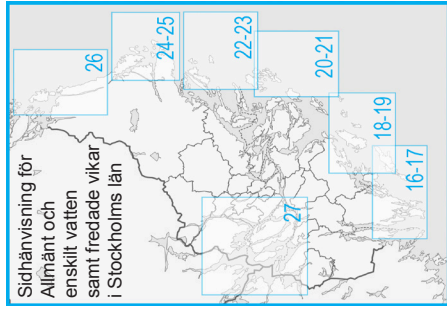 Sidhänvisning för
Allmänt och
enskilt vatten
samt fredade vikar
i Stockholms län
26
24-25
22-23
20-21
18-19
16-17
27